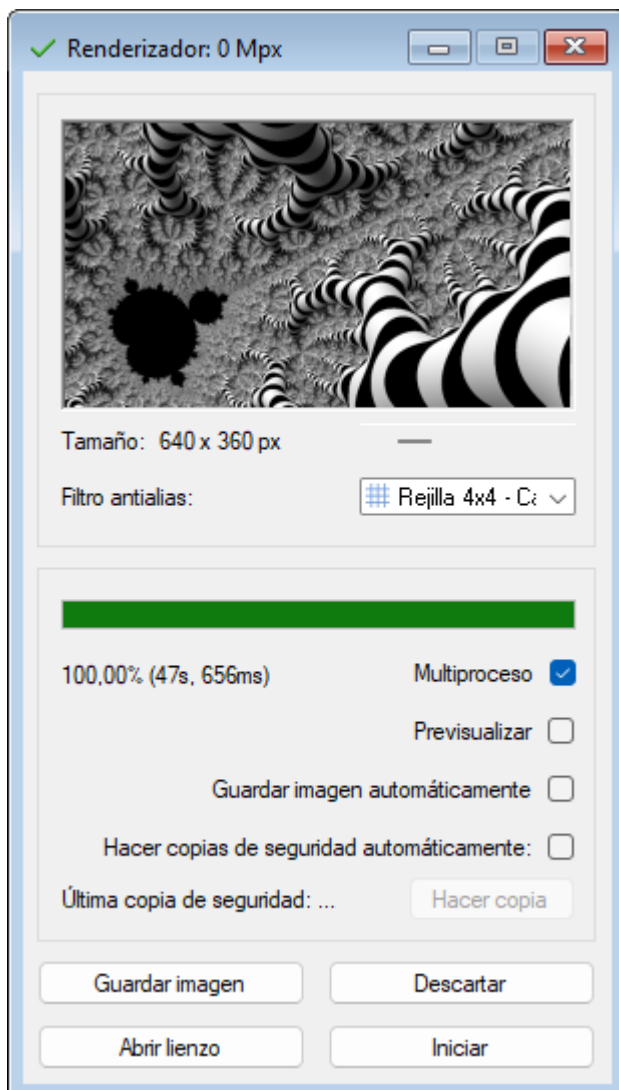 Renderizador: 0 Mpx
Tamaño: 640 x 360 px
Filtro antialias: Rejilla 4x4 - Ca
100,00% (47s, 656ms) Multiproceso
Previsualizar
Guardar imagen automáticamente
Hacer copias de seguridad automáticamente:
Última copia de seguridad: ... Hacer copia
Guardar imagen Descartar
Abrir lienzo Iniciar